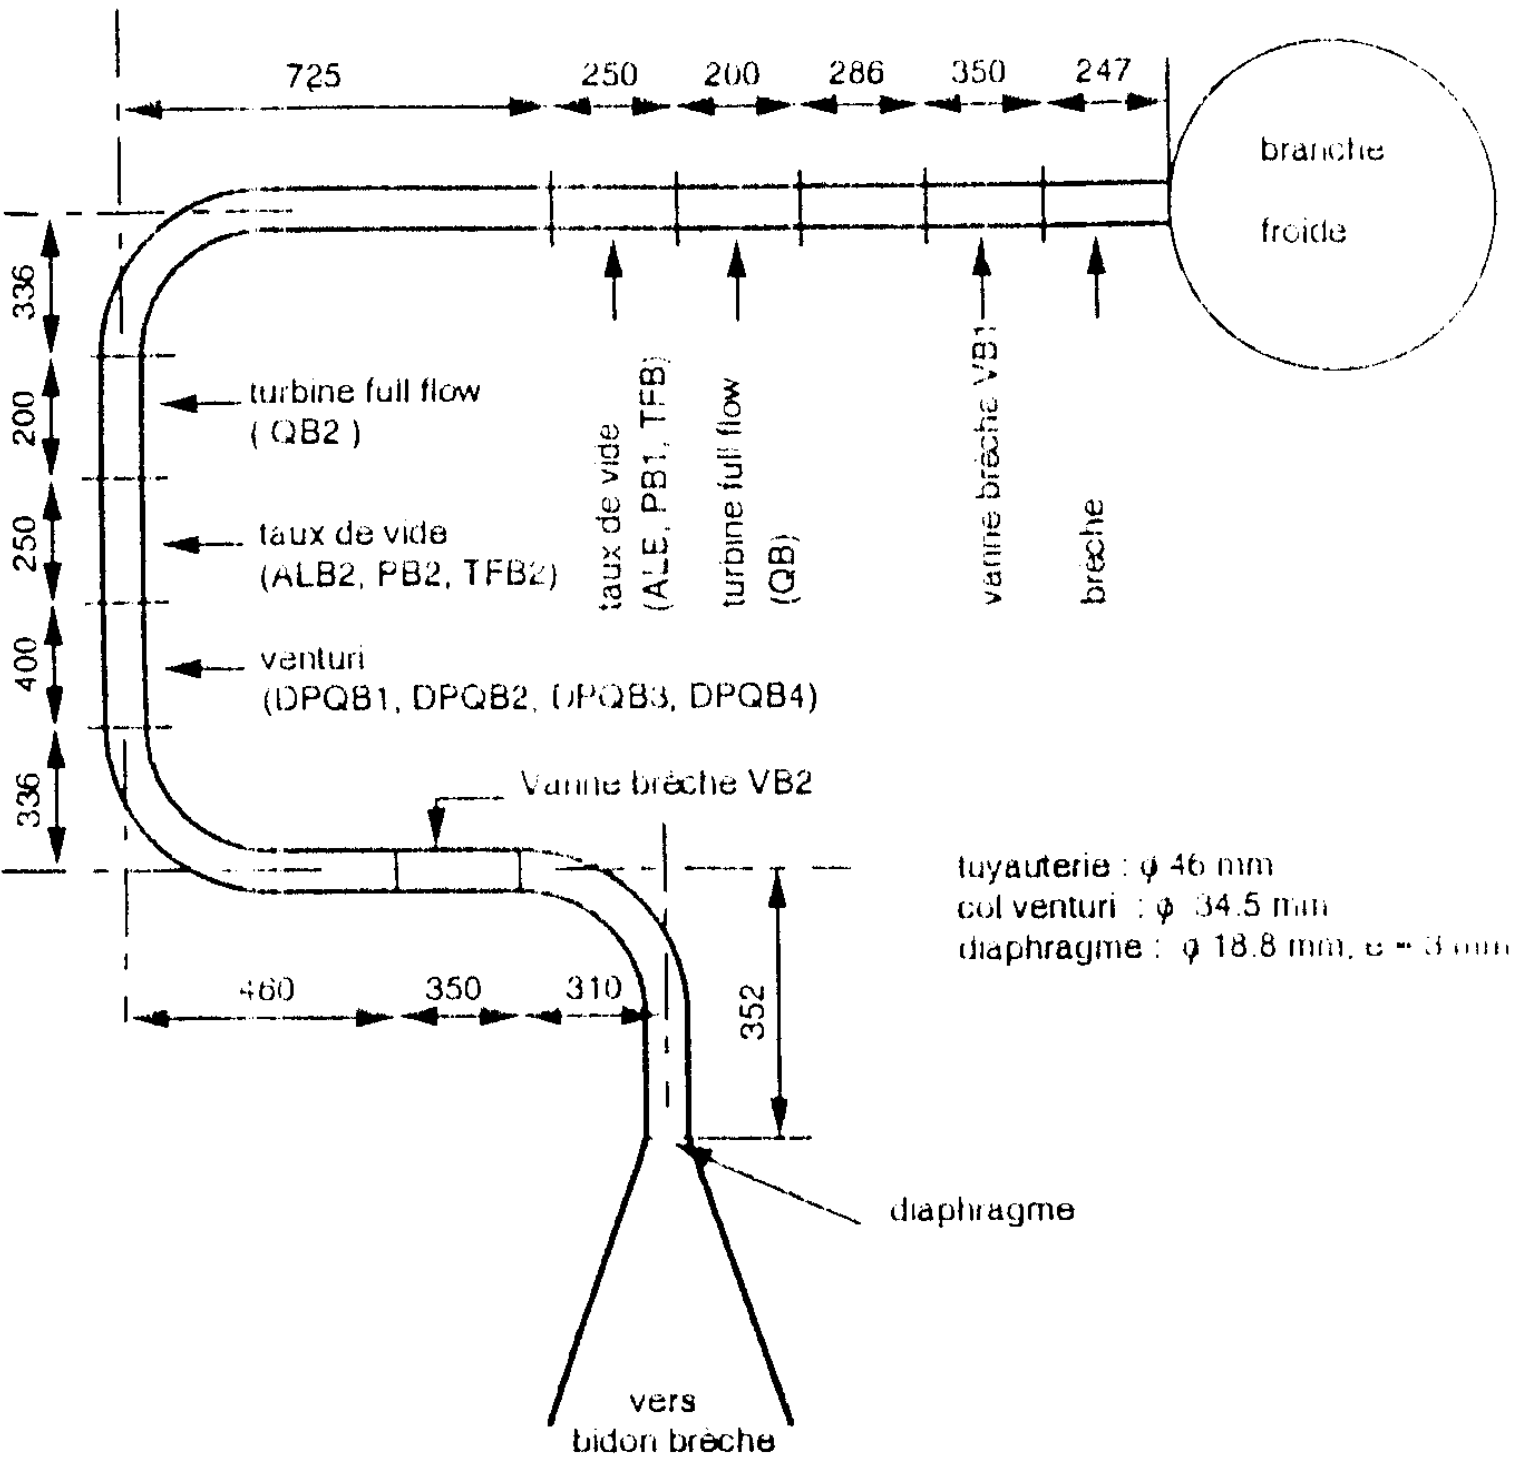 725
250
200
286
350
247
branche
froide
336
200
250
400
336
turbine full flow
( QB2 )
taux de vide
(ALB2, PB2, TFB2)
venturi
(DPQB1, DPQB2, DPQB3, DPQB4)
taux de vide
(ALB, PB1, TFB)
turbine full flow
(QB)
vanne brèche VB1
brèche
Vanne brèche VB2
tuyauterie : φ 46 mm
col venturi : φ 34.5 mm
diaphragme : φ 18.8 mm, e = 3 mm
460
350
310
352
diaphragme
vers
bidon brèche